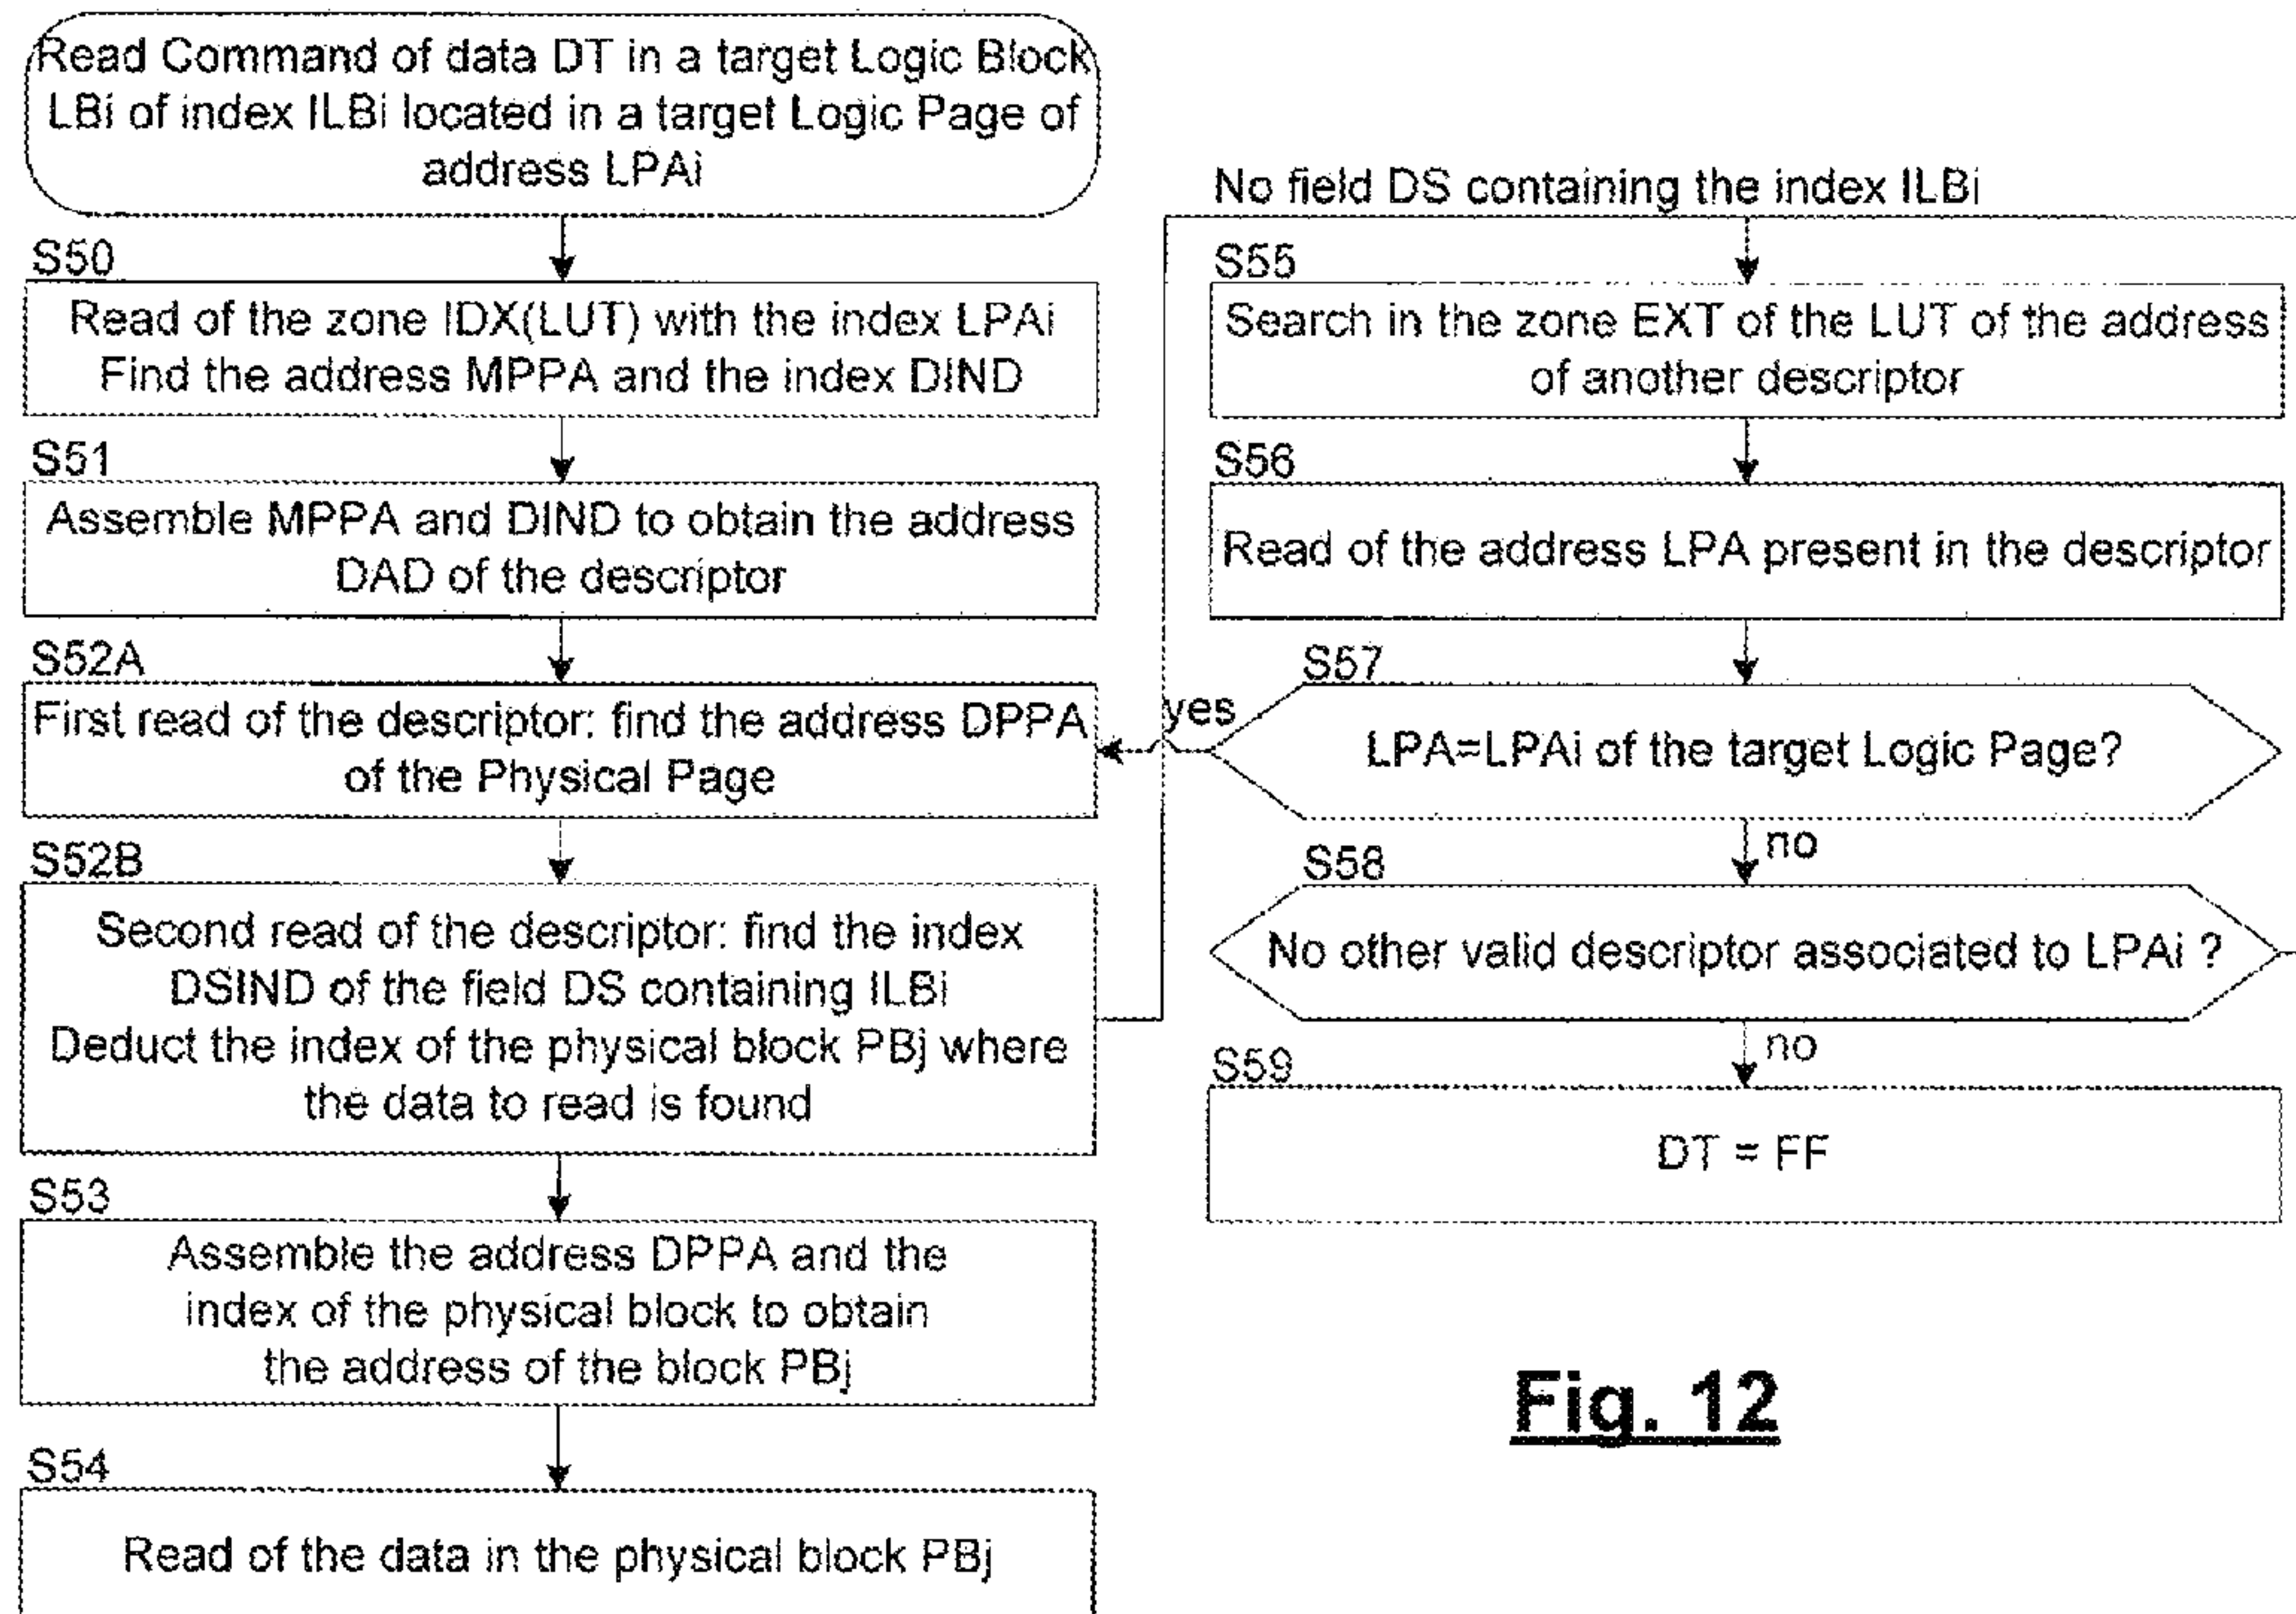 Read Command of data DT in a target Logic Block
LBi of index ILBi located in a target Logic Page of
address LPAi
S50
Read of the zone IDX(LUT) with the index LPAi
Find the address MPPA and the index DIND
S51
Assemble MPPA and DIND to obtain the address
DAD of the descriptor
S52A
First read of the descriptor: find the address DPPA
of the Physical Page
S52B
Second read of the descriptor: find the index
DSIND of the field DS containing ILBi
Deduct the index of the physical block PBj where
the data to read is found
S53
Assemble the address DPPA and the
index of the physical block to obtain
the address of the block PBj
S54
Read of the data in the physical block PBj
No field DS containing the index ILBi
S55
Search in the zone EXT of the LUT of the address
of another descriptor
S56
Read of the address LPA present in the descriptor
S57
yes
LPA=LPAi of the target Logic Page?
no
S58
No other valid descriptor associated to LPAi ?
no
S59
DT = FF
Fig. 12